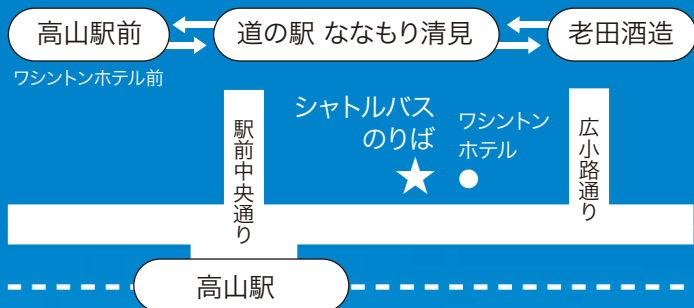 高山駅前
道の駅 ななもり清見
老田酒造
ワシントンホテル前
シャトルバス
のりば
ワシントン
ホテル
駅前中央通り
広小路通り
高山駅